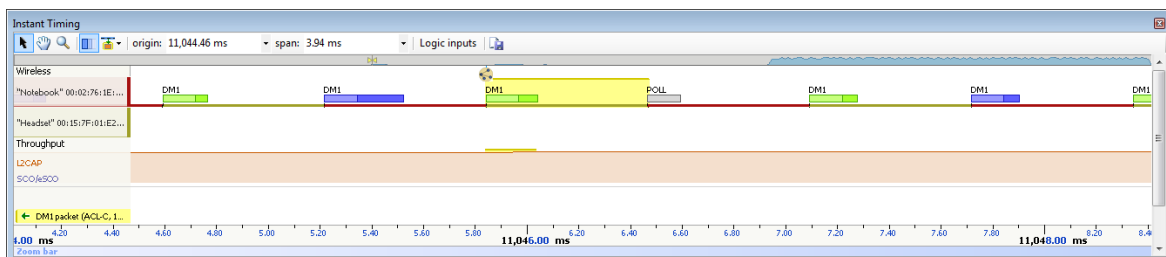 Instant Timing
origin: 11,044.46 ms span: 3.94 ms Logic inputs
Wireless
"Notebook" 00:02:76:1E:... DM1 DM1 DM1 POLL DM1 DM1 DM1
"Headset" 00:15:7F:01:E2...
Throughput
L2CAP
SCO/eSCO
DM1 packet (ACL-C, 1...
4.20 4.40 4.60 4.80 5.00 5.20 5.40 5.60 5.80 6.20 6.40 6.60 6.80 7.00 7.20 7.40 7.60 7.80 8.20 8.4
4.00 ms 11,046.00 ms 11,048.00 ms
Zoom bar